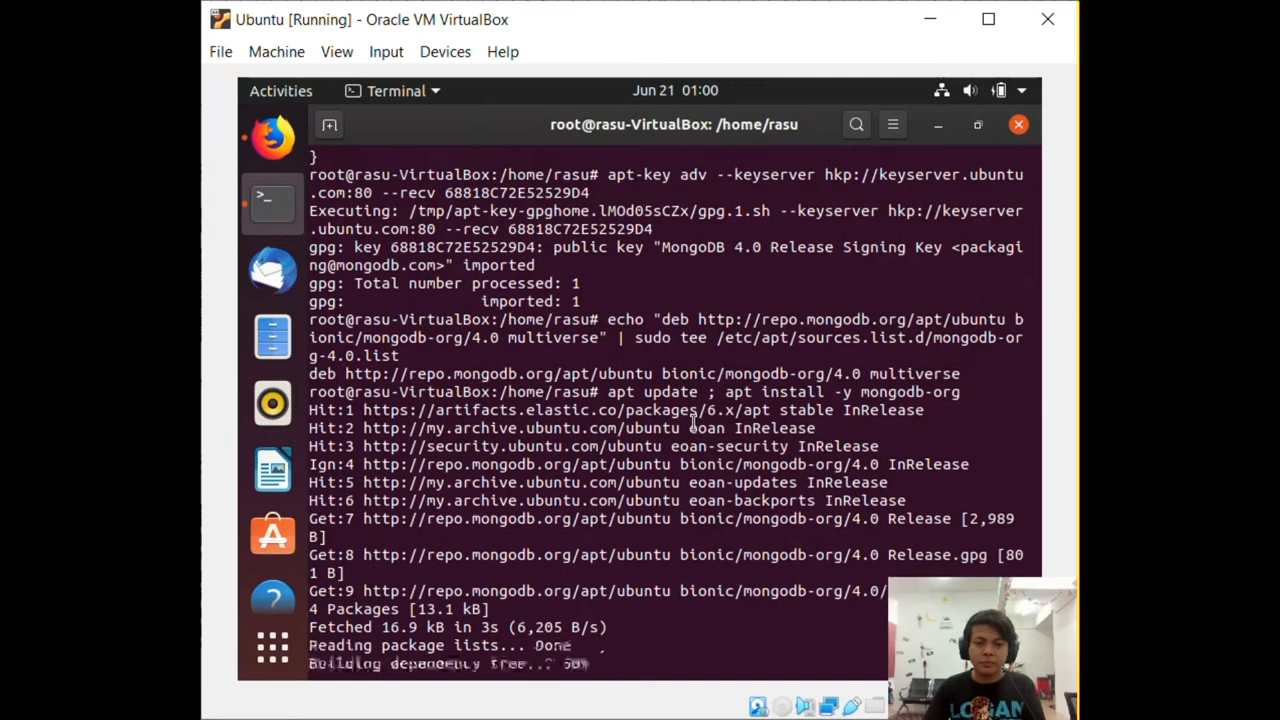 Ubuntu [Running] - Oracle VM VirtualBox
File Machine View Input Devices Help
Activities Terminal Jun 21 01:00
root@rasu-VirtualBox: /home/rasu
}
root@rasu-VirtualBox:/home/rasu# apt-key adv --keyserver hkp://keyserver.ubuntu
.com:80 --recv 68818C72E52529D4
Executing: /tmp/apt-key-gpghome.lMOd05sCZx/gpg.1.sh --keyserver hkp://keyserver
.ubuntu.com:80 --recv 68818C72E52529D4
gpg: key 68818C72E52529D4: public key "MongoDB 4.0 Release Signing Key <packagi
ng@mongodb.com>" imported
gpg: Total number processed: 1
gpg:               imported: 1
root@rasu-VirtualBox:/home/rasu# echo "deb http://repo.mongodb.org/apt/ubuntu b
ionic/mongodb-org/4.0 multiverse" | sudo tee /etc/apt/sources.list.d/mongodb-or
g-4.0.list
deb http://repo.mongodb.org/apt/ubuntu bionic/mongodb-org/4.0 multiverse
root@rasu-VirtualBox:/home/rasu# apt update ; apt install -y mongodb-org
Hit:1 https://artifacts.elastic.co/packages/6.x/apt stable InRelease
Hit:2 http://my.archive.ubuntu.com/ubuntu eoan InRelease
Hit:3 http://security.ubuntu.com/ubuntu eoan-security InRelease
Ign:4 http://repo.mongodb.org/apt/ubuntu bionic/mongodb-org/4.0 InRelease
Hit:5 http://my.archive.ubuntu.com/ubuntu eoan-updates InRelease
Hit:6 http://my.archive.ubuntu.com/ubuntu eoan-backports InRelease
Get:7 http://repo.mongodb.org/apt/ubuntu bionic/mongodb-org/4.0 Release [2,989
B]
Get:8 http://repo.mongodb.org/apt/ubuntu bionic/mongodb-org/4.0 Release.gpg [80
1 B]
Get:9 http://repo.mongodb.org/apt/ubuntu bionic/mongodb-org/4.0/
4 Packages [13.1 kB]
Fetched 16.9 kB in 3s (6,205 B/s)
Reading package lists... Done
Building dependency tree...
LOGAN